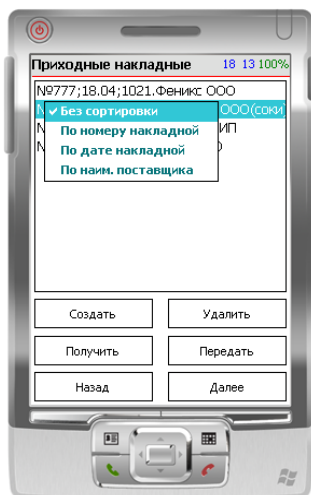 Приходные накладные 18 13 100%
№777;18.04;1021.Феникс ООО
ООО(соки
ИП
Без сортировки
По номеру накладной
По дате накладной
По наим. поставщика
Создать Удалить
Получить Передать
Назад Далее